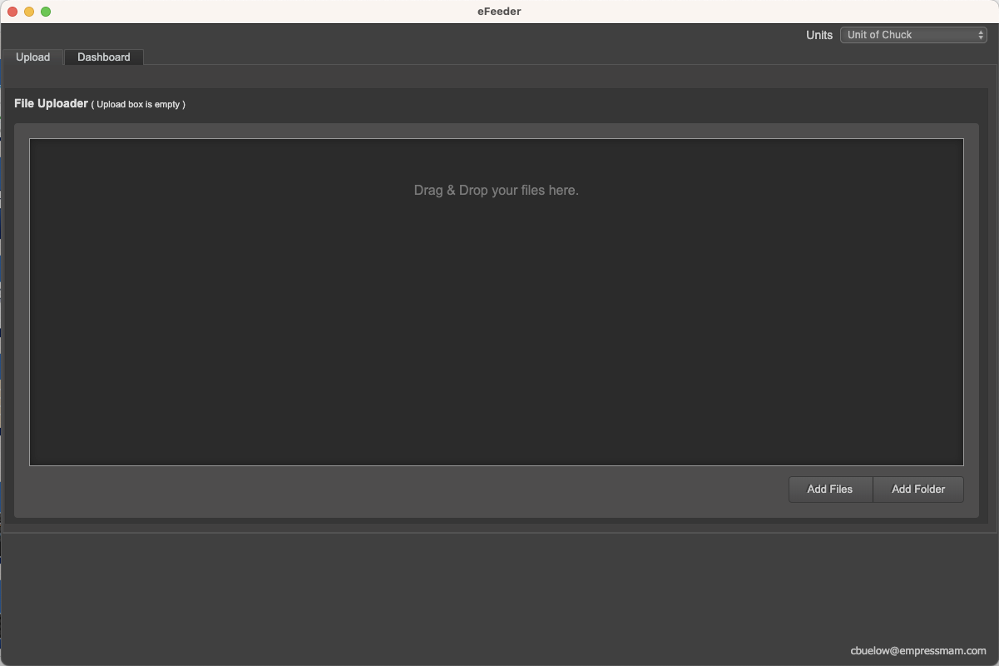 eFeeder
Units Unit of Chuck
Upload Dashboard
File Uploader ( Upload box is empty )
Drag & Drop your files here.
Add Files Add Folder
cbuelow@empressmam.com